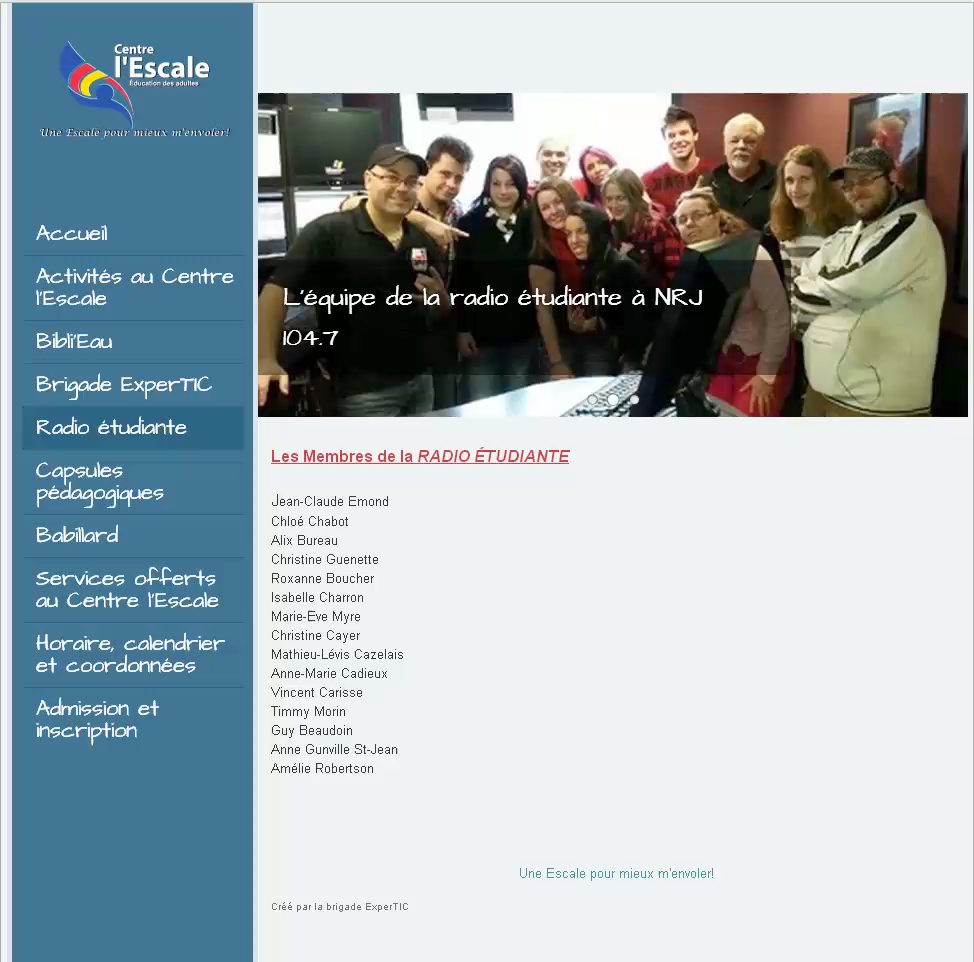 Centre
l'Escale
Éducation des adultes
Une Escale pour mieux m'envoler!
Accueil
Activités au Centre
l'Escale
Bibli'Eau
Brigade ExperTIC
Radio étudiante
Capsules
pédagogiques
Babillard
Services offerts
au Centre l'Escale
Horaire, calendrier
et coordonnées
Admission et
inscription
L'équipe de la radio étudiante à NRJ
104.7
Les Membres de la RADIO ÉTUDIANTE
Jean-Claude Emond
Chloé Chabot
Alix Bureau
Christine Guenette
Roxanne Boucher
Isabelle Charron
Marie-Eve Myre
Christine Cayer
Mathieu-Lévis Cazelais
Anne-Marie Cadieux
Vincent Carisse
Timmy Morin
Guy Beaudoin
Anne Gunville St-Jean
Amélie Robertson
Une Escale pour mieux m'envoler!
Créé par la brigade ExperTIC